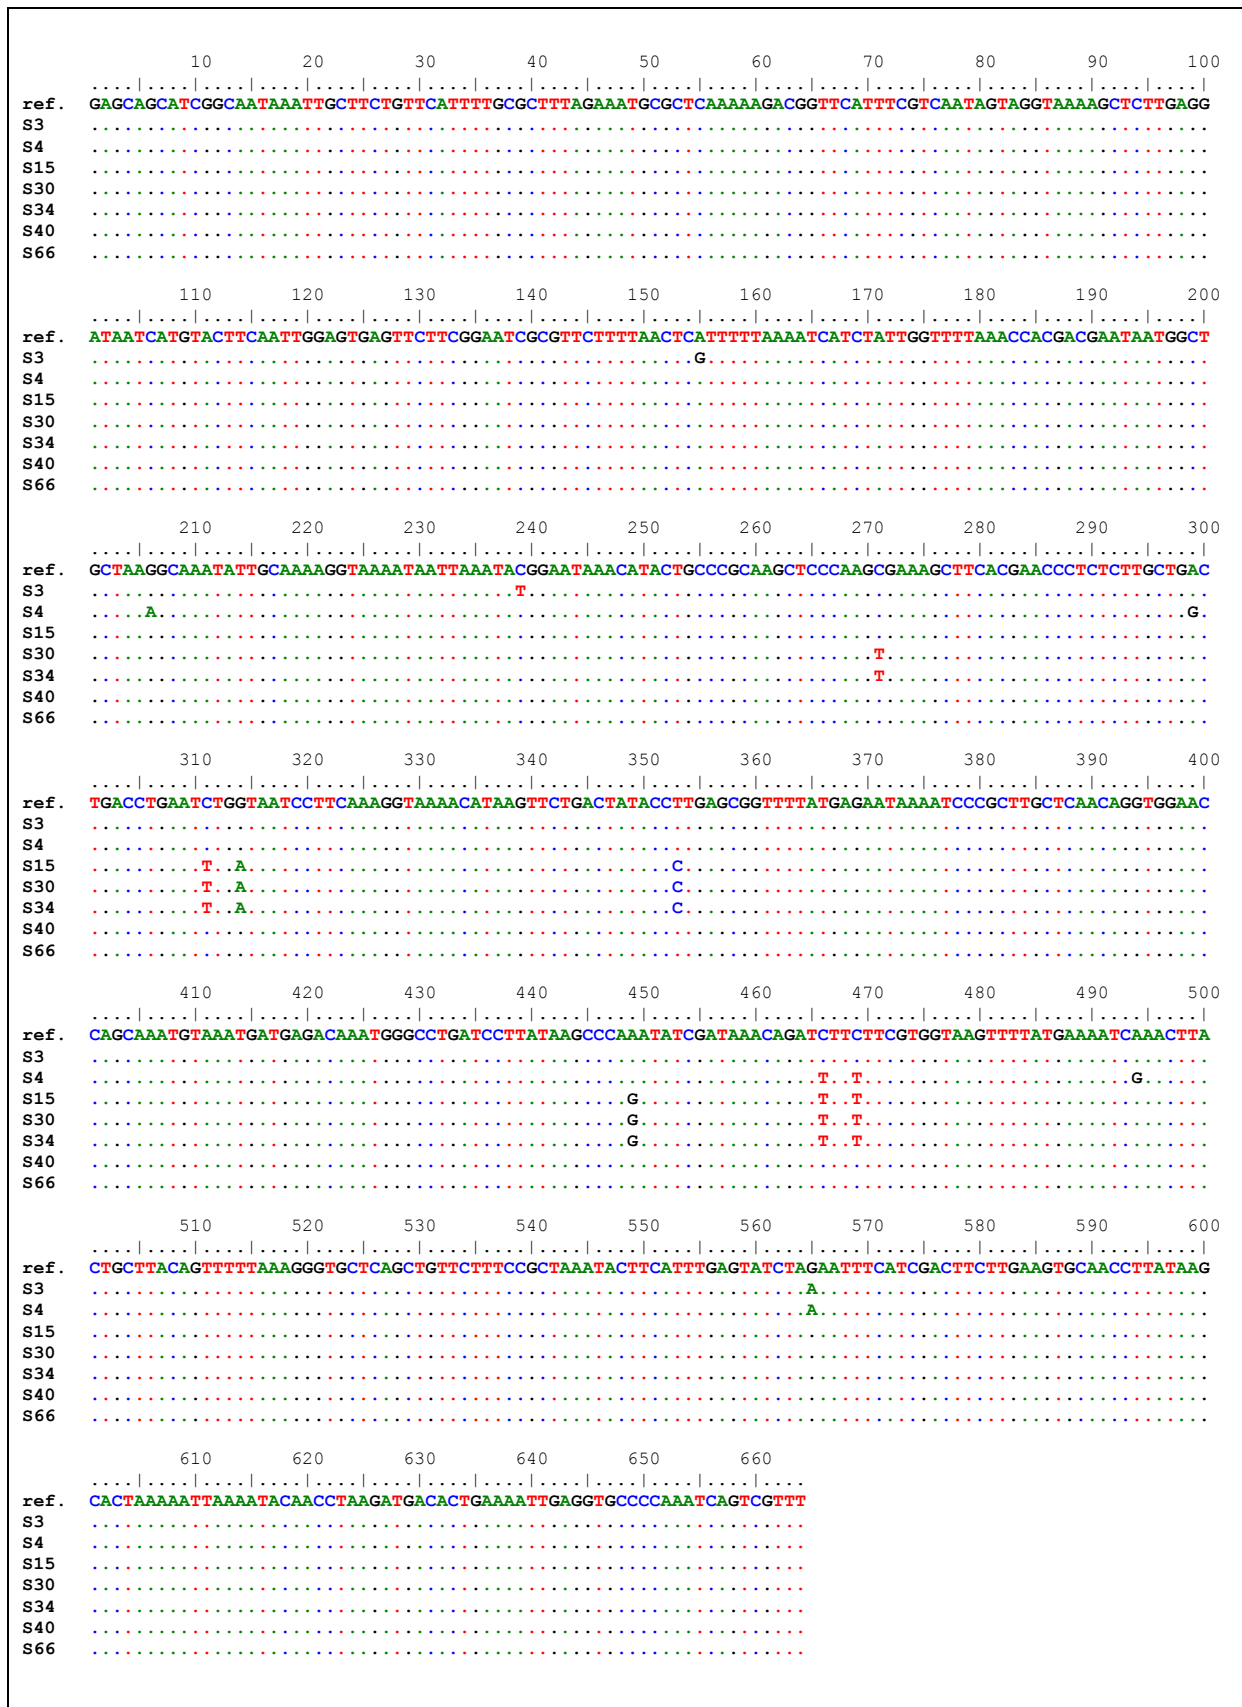 10 20 30 40 50 60 70 80 90 100
....|....|....|....|....|....|....|....|....|....|....|....|....|....|....|....|....|....|....|....|
ref. GAGCAGCATCGGCAATAAATTGCTTCTGTTCATTTTGCGCTTTAGAAATGCGCTCAAAAAGACGGTTCATTTCGTCAATAGTAGGTAAAAGCTCTTGAGG
S3 ....................................................................................................
S4 ....................................................................................................
S15 ....................................................................................................
S30 ....................................................................................................
S34 ....................................................................................................
S40 ....................................................................................................
S66 ....................................................................................................
110 120 130 140 150 160 170 180 190 200
....|....|....|....|....|....|....|....|....|....|....|....|....|....|....|....|....|....|....|....|
ref. ATAATCATGTACTTCAATTGGAGTGAGTTCTTCGGAATCGCGTTCTTTTAACTCATTTTTAAAATCATCTATTGGTTTTAAACCACGACGAATAATGGCT
S3 ......................................................G.............................................
S4 ....................................................................................................
S15 ....................................................................................................
S30 ....................................................................................................
S34 ....................................................................................................
S40 ....................................................................................................
S66 ....................................................................................................
210 220 230 240 250 260 270 280 290 300
....|....|....|....|....|....|....|....|....|....|....|....|....|....|....|....|....|....|....|....|
ref. GCTAAGGCAAATATTGCAAAAGGTAAAATAATTAAATACGGAATAAACATACTGCCCGCAAGCTCCCAAGCGAAAGCTTCACGAACCCTCTCTTGCTGAC
S3 ......................................T.............................................................
S4 .....A............................................................................................G.
S15 ....................................................................................................
S30 ......................................................................T.............................
S34 ......................................................................T.............................
S40 ....................................................................................................
S66 ....................................................................................................
310 320 330 340 350 360 370 380 390 400
....|....|....|....|....|....|....|....|....|....|....|....|....|....|....|....|....|....|....|....|
ref. TGACCTGAATCTGGTAATCCTTCAAAGGTAAAACATAAGTTCTGACTATACCTTGAGCGGTTTTATGAGAATAAAATCCCGCTTGCTCAACAGGTGGAAC
S3 ....................................................................................................
S4 ....................................................................................................
S15 ..........T..A......................................C...............................................
S30 ..........T..A......................................C...............................................
S34 ..........T..A......................................C...............................................
S40 ....................................................................................................
S66 ....................................................................................................
410 420 430 440 450 460 470 480 490 500
....|....|....|....|....|....|....|....|....|....|....|....|....|....|....|....|....|....|....|....|
ref. CAGCAAATGTAAATGATGAGACAAATGGGCCTGATCCTTATAAGCCCAAATATCGATAAACAGATCTTCTTCGTGGTAAGTTTTATGAAAATCAAACTTA
S3 ....................................................................................................
S4 .................................................................T..T........................G......
S15 ................................................G................T..T...............................
S30 ................................................G................T..T...............................
S34 ................................................G................T..T...............................
S40 ....................................................................................................
S66 ....................................................................................................
510 520 530 540 550 560 570 580 590 600
....|....|....|....|....|....|....|....|....|....|....|....|....|....|....|....|....|....|....|....|
ref. CTGCTTACAGTTTTTAAAGGGTGCTCAGCTGTTCTTTCCGCTAAATACTTCATTTGAGTATCTAGAATTTCATCGACTTCTTGAAGTGCAACCTTATAAG
S3 ................................................................A...................................
S4 ................................................................A...................................
S15 ....................................................................................................
S30 ....................................................................................................
S34 ....................................................................................................
S40 ....................................................................................................
S66 ....................................................................................................
610 620 630 640 650 660
....|....|....|....|....|....|....|....|....|....|....|....|....
ref. CACTAAAAATTAAAATACAACCTAAGATGACACTGAAAATTGAGGTGCCCCAAATCAGTCGTTT
S3 ................................................................
S4 ................................................................
S15 ................................................................
S30 ................................................................
S34 ................................................................
S40 ................................................................
S66 ................................................................